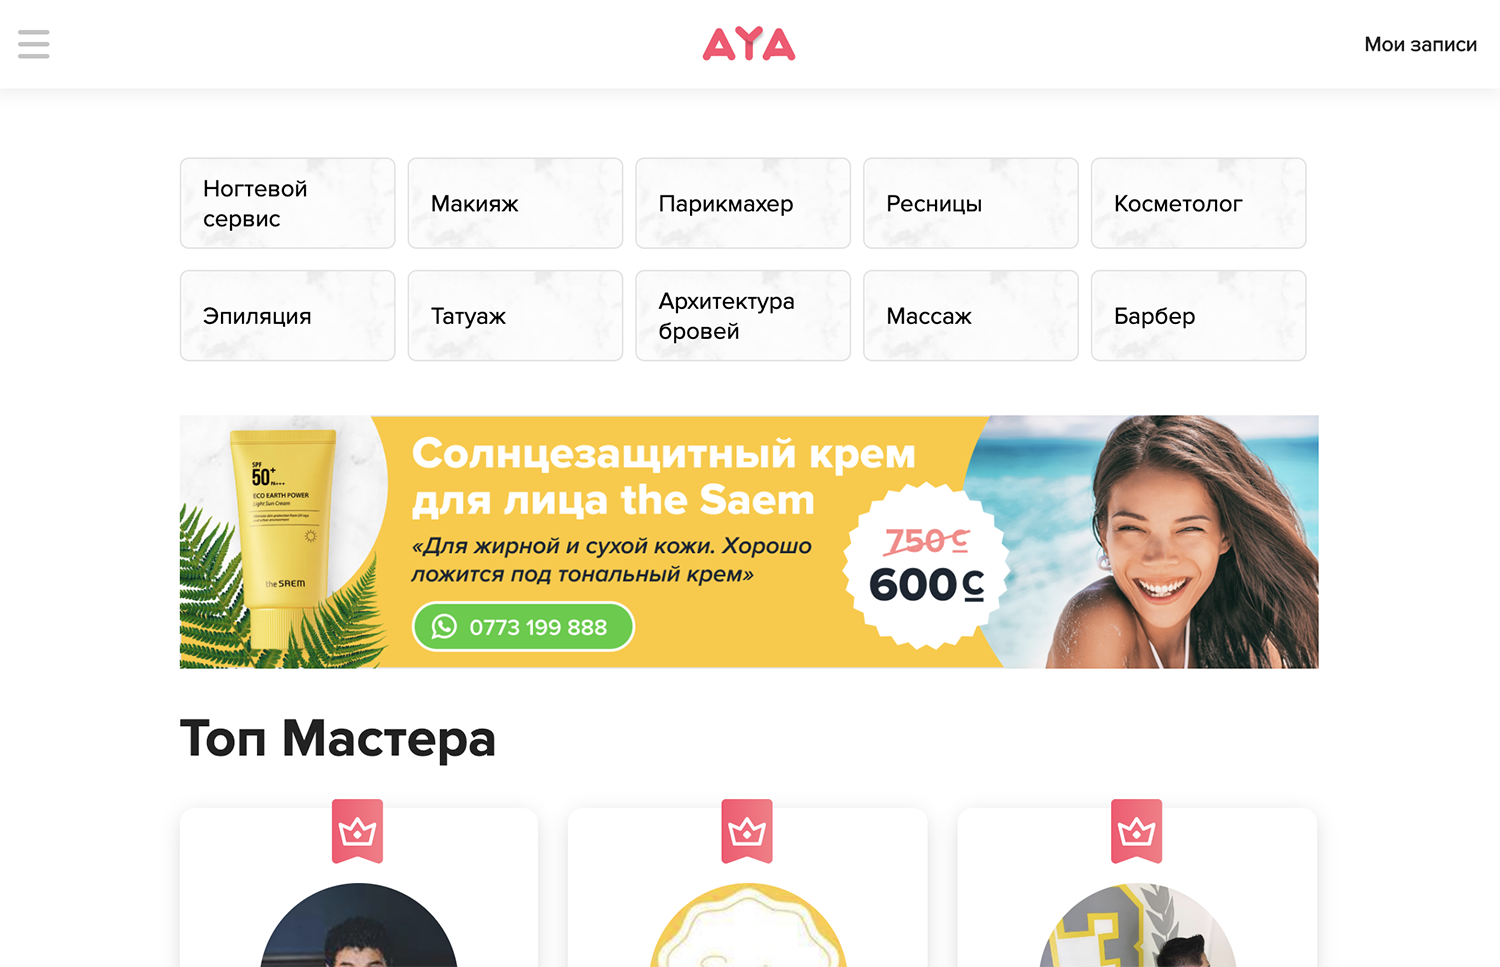 AYA
Мои записи
Ногтевой
сервис
Макияж
Парикмахер
Ресницы
Косметолог
Эпиляция
Татуаж
Архитектура
бровей
Массаж
Барбер
SPF
50+
PA+++
ECO EARTH POWER
Light Sun Cream
the SAEM
Солнцезащитный крем
для лица the Saem
«Для жирной и сухой кожи. Хорошо
ложится под тональный крем»
0773 199 888
750 с
600 с
Топ Мастера